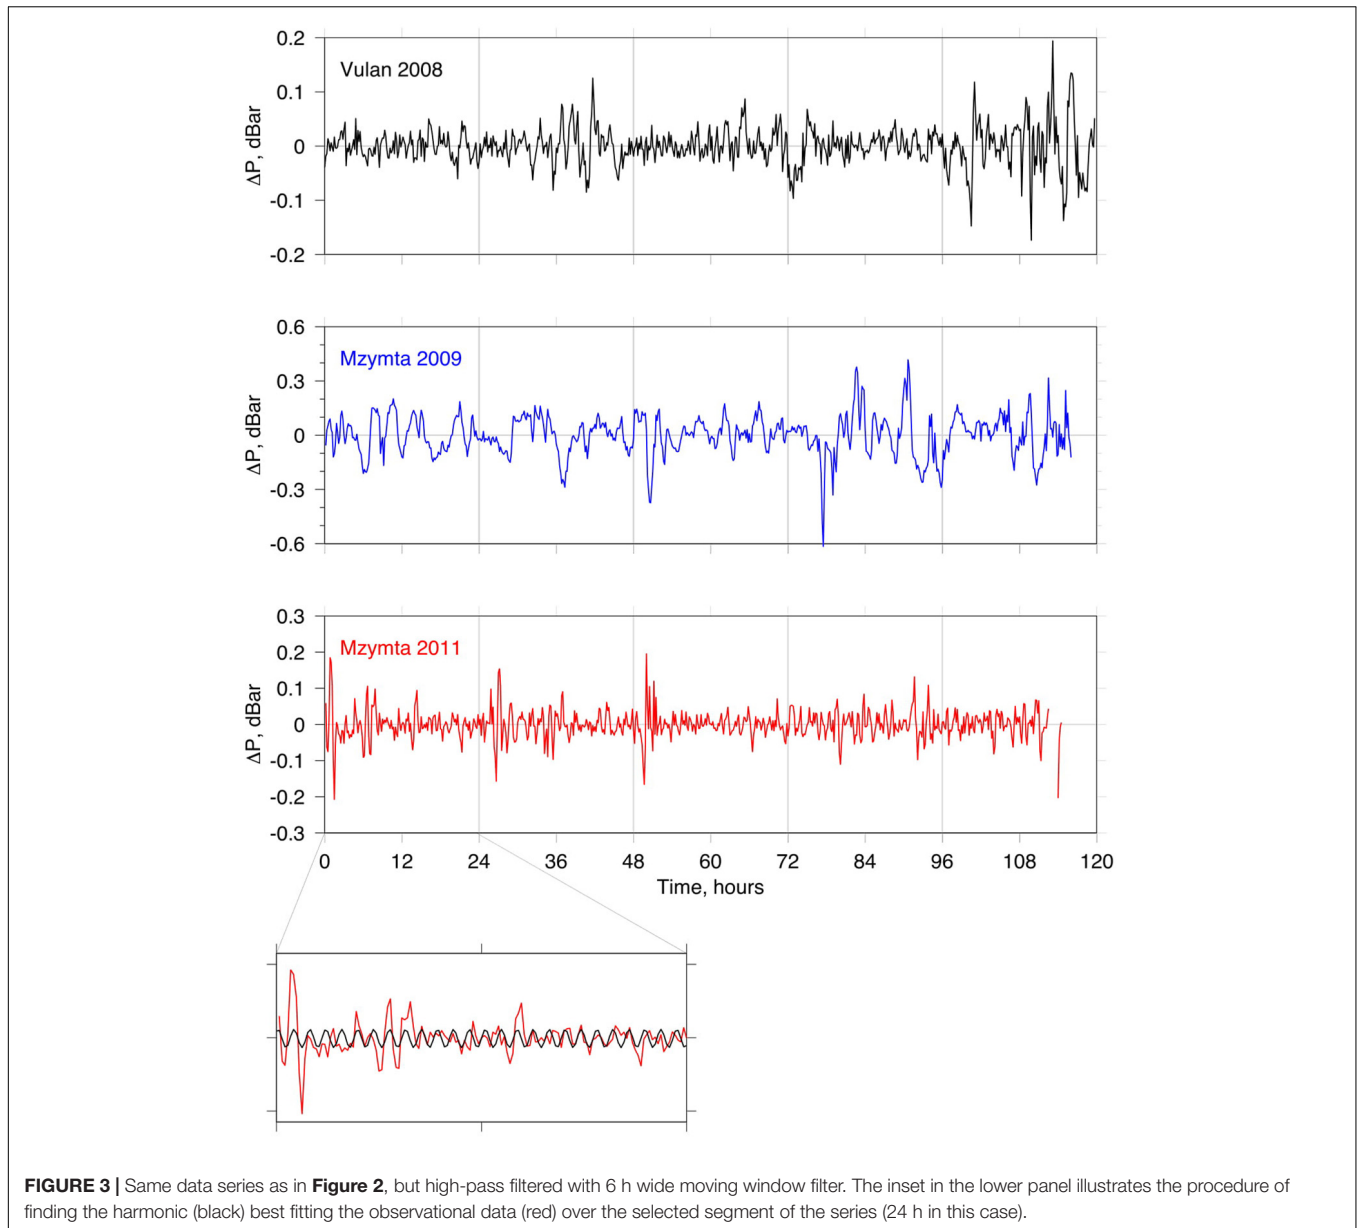 0.2
Vulan 2008
0.1
0
-0.1
-0.2
ΔP, dBar
0.6
Mzymta 2009
0.3
0
-0.3
-0.6
ΔP, dBar
0.3
Mzymta 2011
0.2
0.1
0
-0.1
-0.2
-0.3
ΔP, dBar
0 12 24 36 48 60 72 84 96 108 120
Time, hours
FIGURE 3 | Same data series as in Figure 2, but high-pass filtered with 6 h wide moving window filter. The inset in the lower panel illustrates the procedure of
finding the harmonic (black) best fitting the observational data (red) over the selected segment of the series (24 h in this case).